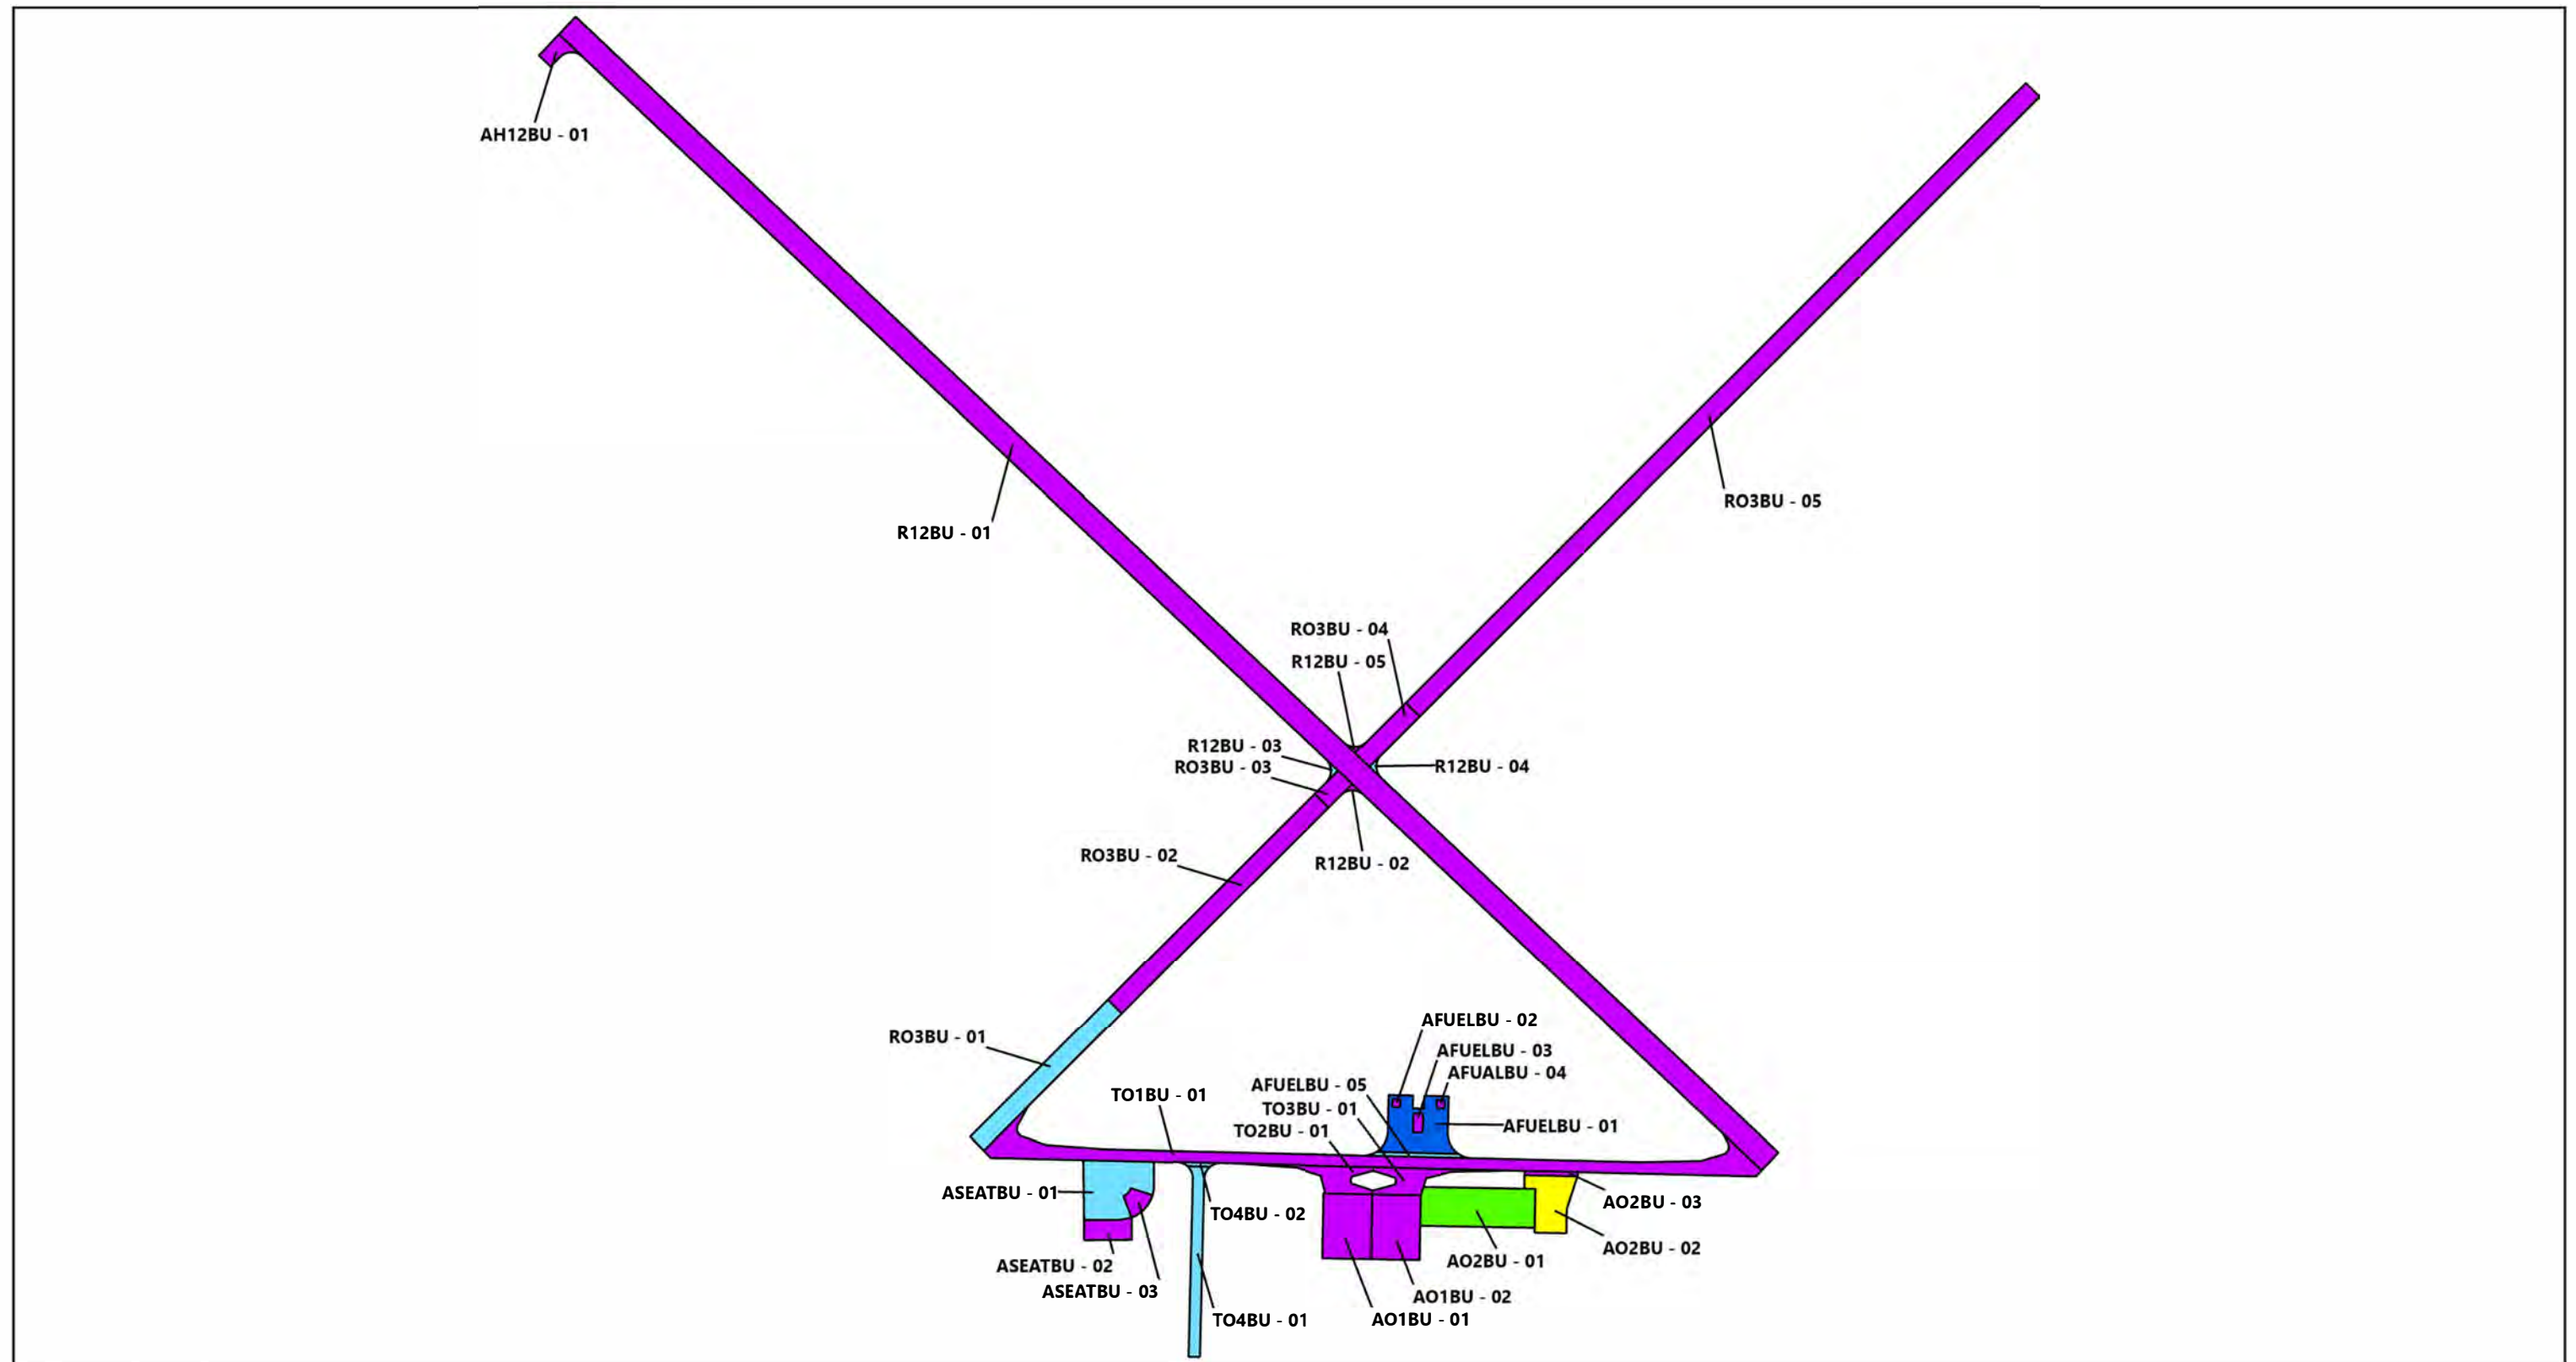 AH12BU - 01
RO3BU - 05
R12BU - 01
RO3BU - 04
R12BU - 05
R12BU - 03
RO3BU - 03
R12BU - 04
RO3BU - 02
R12BU - 02
AFUELBU - 02
RO3BU - 01
AFUELBU - 03
AFUALBU - 04
AFUELBU - 05
TO1BU - 01
TO3BU - 01
AFUELBU - 01
TO2BU - 01
ASEATBU - 01
AO2BU - 03
TO4BU - 02
AO2BU - 02
AO2BU - 01
ASEATBU - 02
ASEATBU - 03
AO1BU - 02
TO4BU - 01
AO1BU - 01